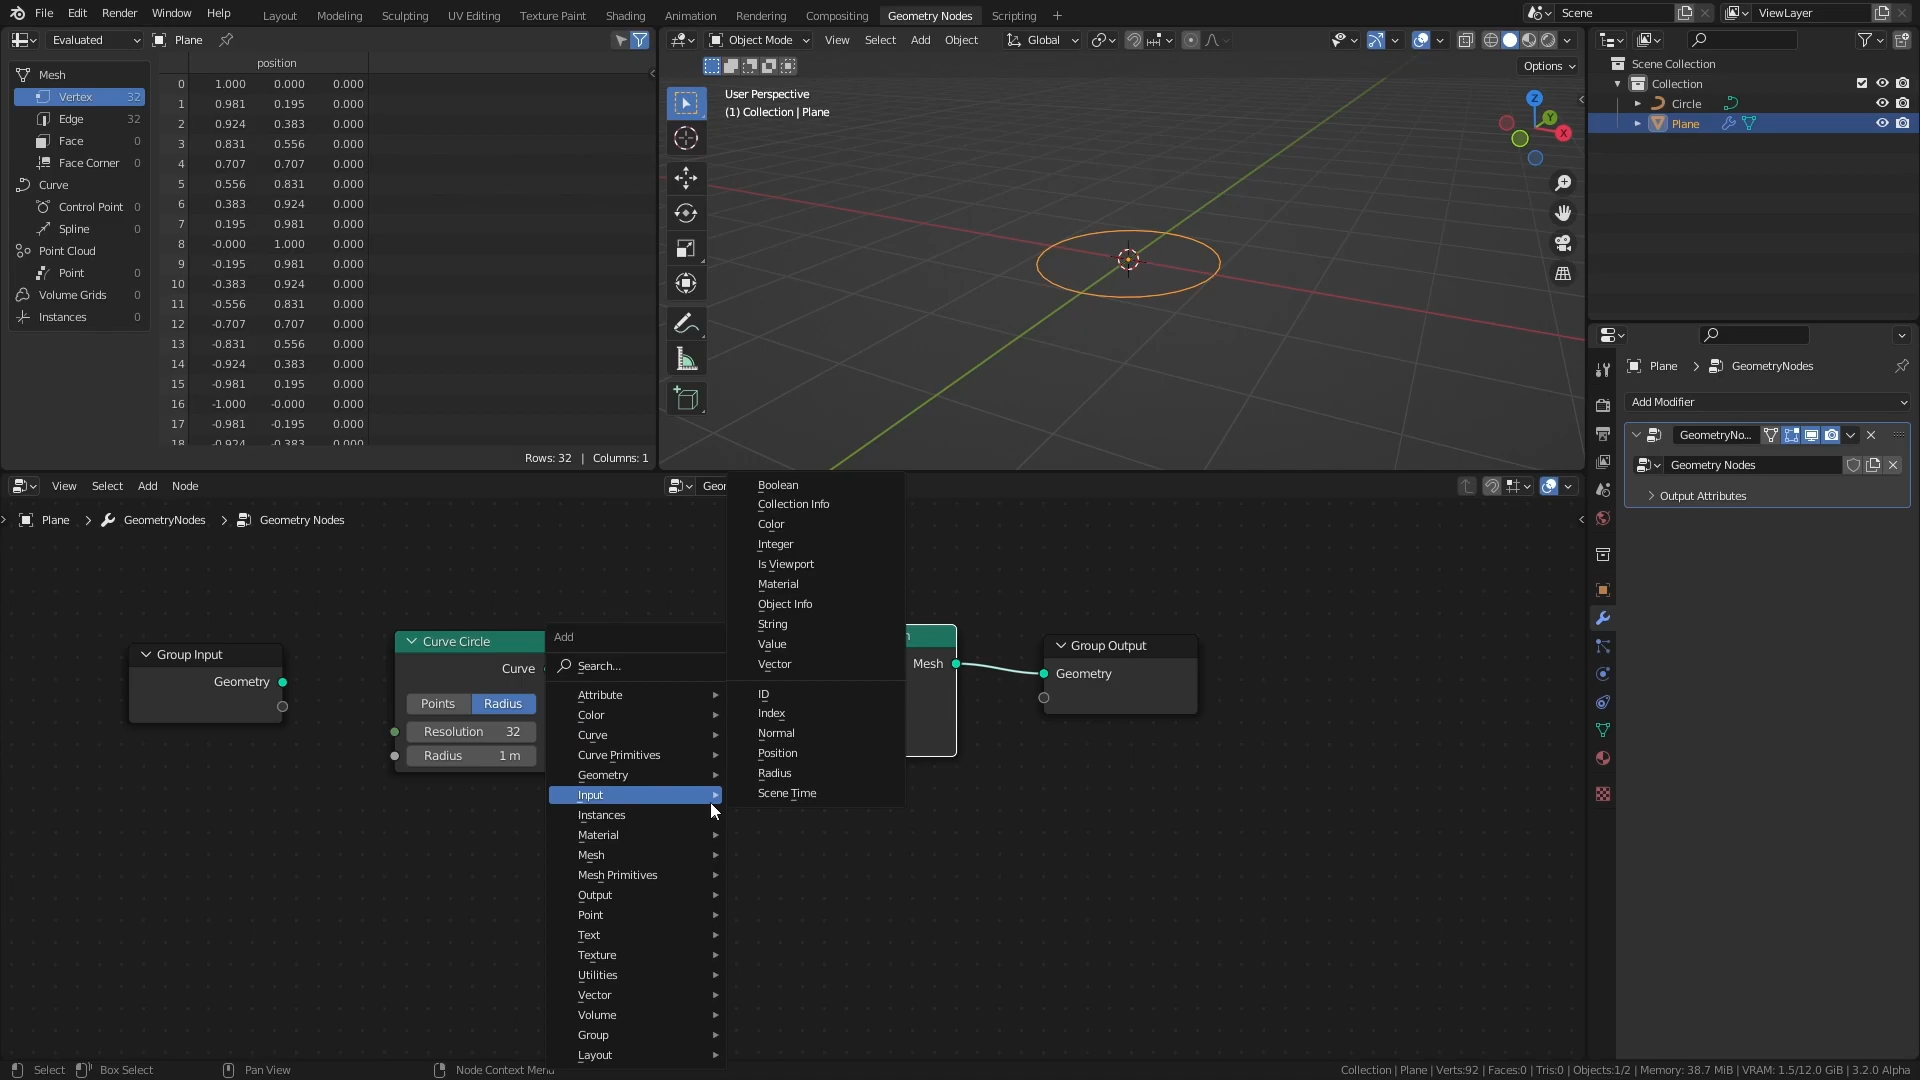 File Edit Render Window Help Layout Modeling Sculpting UV Editing Texture Paint Shading Animation Rendering Compositing Geometry Nodes Scripting + Scene ViewLayer
Evaluated Plane
position
Mesh
Vertex 32
Edge 32
Face 0
Face Corner 0
Curve
Control Point 0
Spline 0
Point Cloud
Point 0
Volume Grids 0
Instances 0
0 1.000 0.000 0.000
1 0.981 0.195 0.000
2 0.924 0.383 0.000
3 0.831 0.556 0.000
4 0.707 0.707 0.000
5 0.556 0.831 0.000
6 0.383 0.924 0.000
7 0.195 0.981 0.000
8 -0.000 1.000 0.000
9 -0.195 0.981 0.000
10 -0.383 0.924 0.000
11 -0.556 0.831 0.000
12 -0.707 0.707 0.000
13 -0.831 0.556 0.000
14 -0.924 0.383 0.000
15 -0.981 0.195 0.000
16 -1.000 -0.000 0.000
17 -0.981 -0.195 0.000
18 -0.924 -0.383 0.000
Rows: 32 | Columns: 1
Object Mode View Select Add Object Global
Options
User Perspective
(1) Collection | Plane
Z
Y
X
Scene Collection
Collection
Circle
Plane
Plane > GeometryNodes
Add Modifier
GeometryNo...
Geometry Nodes
Output Attributes
View Select Add Node Geon
Plane > GeometryNodes > Geometry Nodes
Group Input
Geometry
Curve Circle
Curve
Points Radius
Resolution 32
Radius 1 m
Add
Search...
Attribute
Color
Curve
Curve Primitives
Geometry
Input
Instances
Material
Mesh
Mesh Primitives
Output
Point
Text
Texture
Utilities
Vector
Volume
Group
Layout
Boolean
Collection Info
Color
Integer
Is Viewport
Material
Object Info
String
Value
Vector
ID
Index
Normal
Position
Radius
Scene Time
h
Mesh
Group Output
Geometry
Select Box Select Pan View Node Context Menu Collection | Plane | Verts:92 | Faces:0 | Tris:0 | Objects:1/2 | Memory: 38.7 MiB | VRAM: 1.5/12.0 GiB | 3.2.0 Alpha